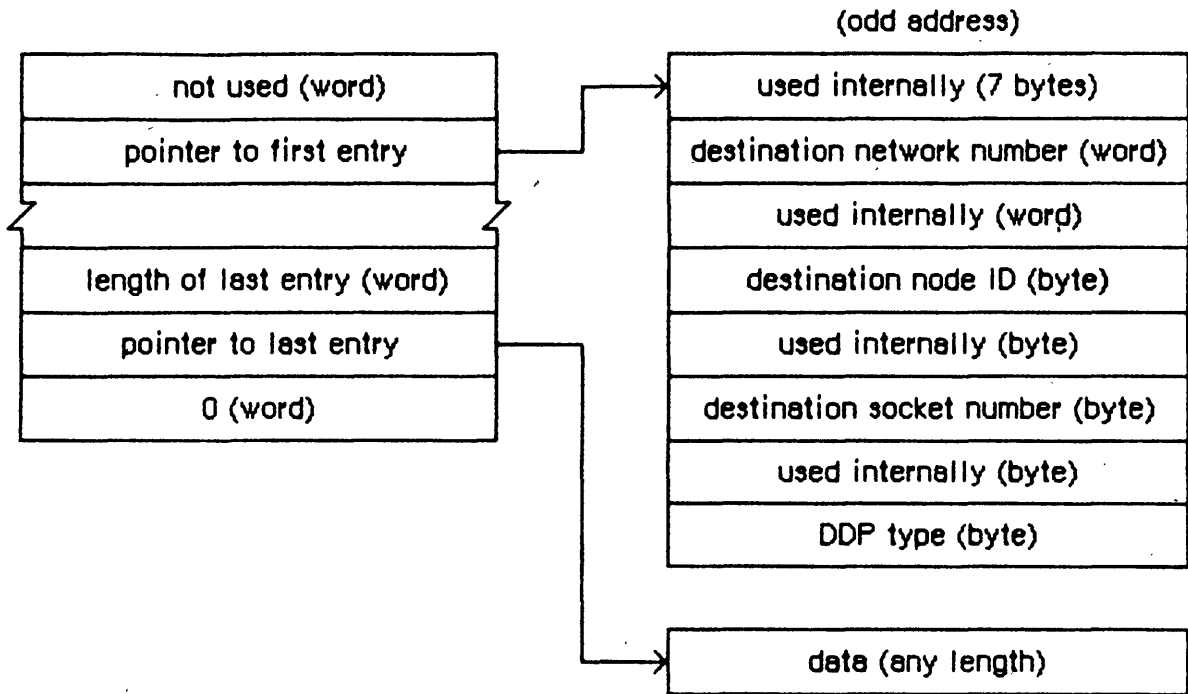 (odd address)
not used (word)
pointer to first entry
length of last entry (word)
pointer to last entry
0 (word)
used internally (7 bytes)
destination network number (word)
used internally (word)
destination node ID (byte)
used internally (byte)
destination socket number (byte)
used internally (byte)
DDP type (byte)
data (any length)